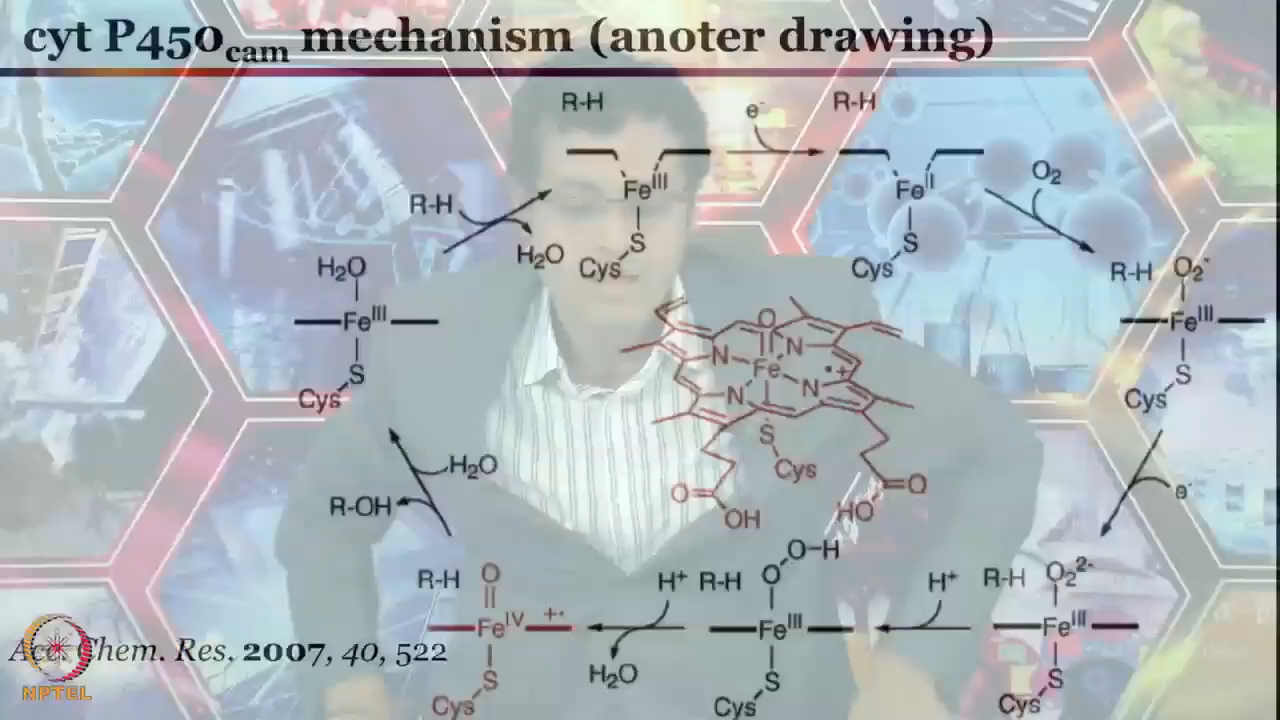 cyt P450cam mechanism (anoter drawing)
R-H
e-
R-H
FeIII
S
Cys
FeII
S
Cys
O2
R-H
H2O
H2O
FeIII
S
Cys
R-H O2·-
FeIII
S
Cys
O
N N
Fe
N N
·+
S
Cys
O
OH
O
HO
H2O
R-OH
e-
R-H O
FeIV +·
S
Cys
H+
H2O
R-H O O-H
FeIII
S
Cys
H+
R-H O2 2-
FeIII
S
Cys
Chem. Res. 2007, 40, 522
NPTEL